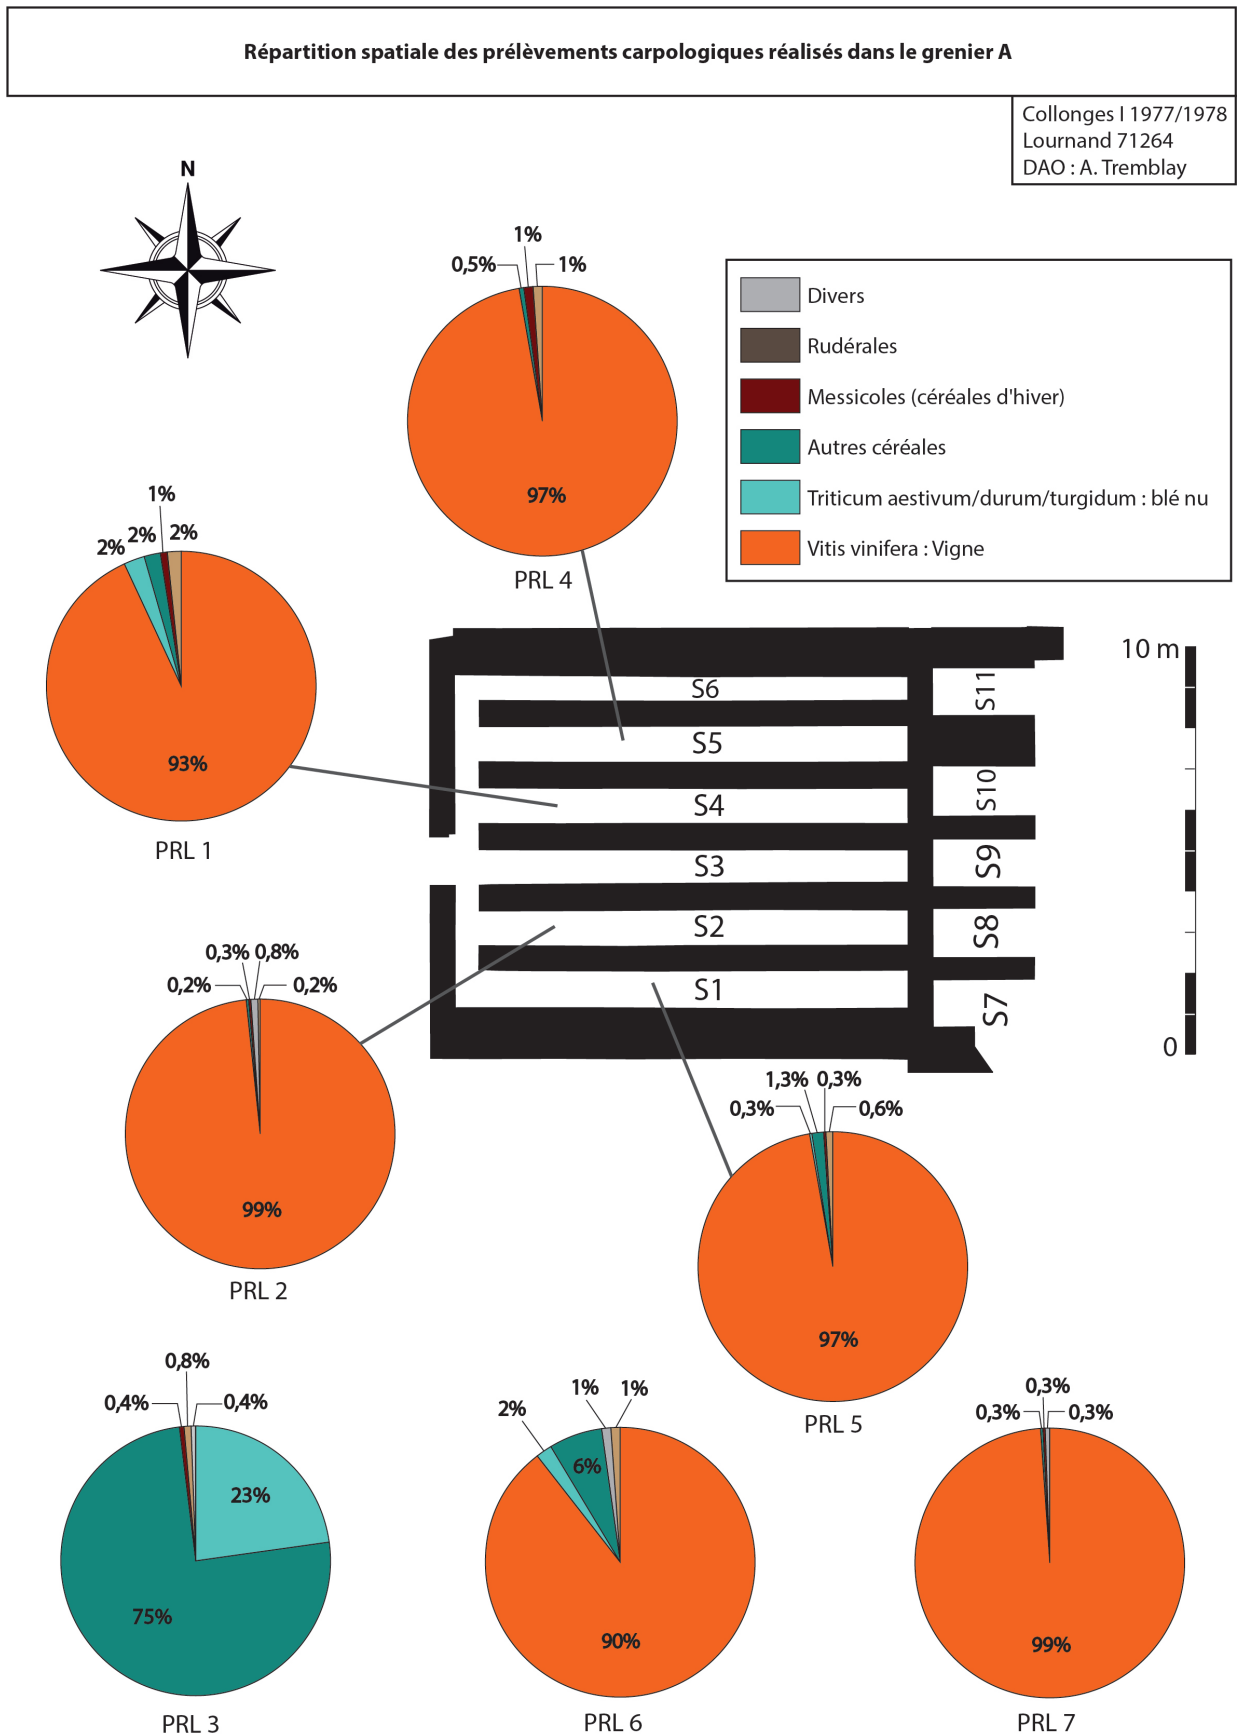 Répartition spatiale des prélèvements carpologiques réalisés dans le grenier A
Collonges I 1977/1978
Lournand 71264
DAO : A. Tremblay
N
1%
0,5%
1%
97%
PRL 4
Divers
Rudérales
Messicoles (céréales d'hiver)
Autres céréales
Triticum aestivum/durum/turgidum : blé nu
Vitis vinifera : Vigne
1%
2%
2%
2%
93%
PRL 1
S6
S5
S4
S3
S2
S1
S11
S10
S9
S8
S7
10 m
0
0,3%
0,8%
0,2%
0,2%
99%
PRL 2
1,3%
0,3%
0,3%
0,6%
97%
PRL 5
0,8%
0,4%
0,4%
23%
75%
PRL 3
1%
1%
2%
6%
90%
PRL 6
0,3%
0,3%
0,3%
99%
PRL 7